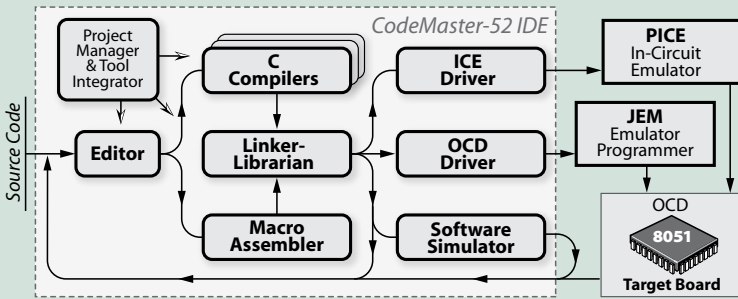 CodeMaster-52 IDE
Project
Manager
& Tool
Integrator
C
Compilers
ICE
Driver
PICE
In-Circuit
Emulator
Source Code
Editor
Linker-
Librarian
OCD
Driver
JEM
Emulator
Programmer
Macro
Assembler
Software
Simulator
OCD
8051
Target Board